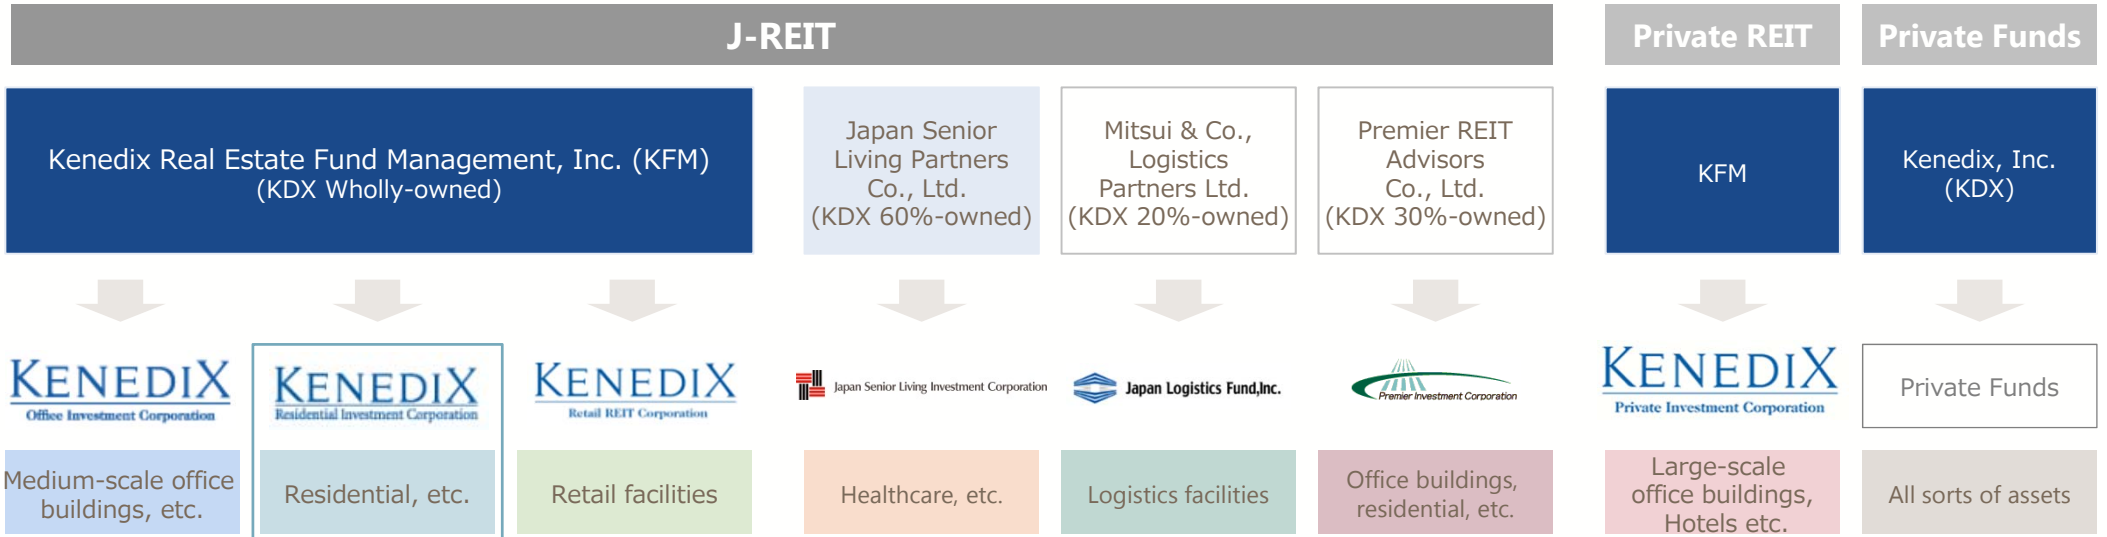 J-REIT
Private REIT
Private Funds
Kenedix Real Estate Fund Management, Inc. (KFM)
(KDX Wholly-owned)
Japan Senior
Living Partners
Co., Ltd.
(KDX 60%-owned)
Mitsui & Co.,
Logistics
Partners Ltd.
(KDX 20%-owned)
Premier REIT
Advisors
Co., Ltd.
(KDX 30%-owned)
KFM
Kenedix, Inc.
(KDX)
KENEDIX
Office Investment Corporation
KENEDIX
Residential Investment Corporation
KENEDIX
Retail REIT Corporation
Japan Senior Living Investment Corporation
Japan Logistics Fund,Inc.
Premier Investment Corporation
KENEDIX
Private Investment Corporation
Private Funds
Medium-scale office
buildings, etc.
Residential, etc.
Retail facilities
Healthcare, etc.
Logistics facilities
Office buildings,
residential, etc.
Large-scale
office buildings,
Hotels etc.
All sorts of assets